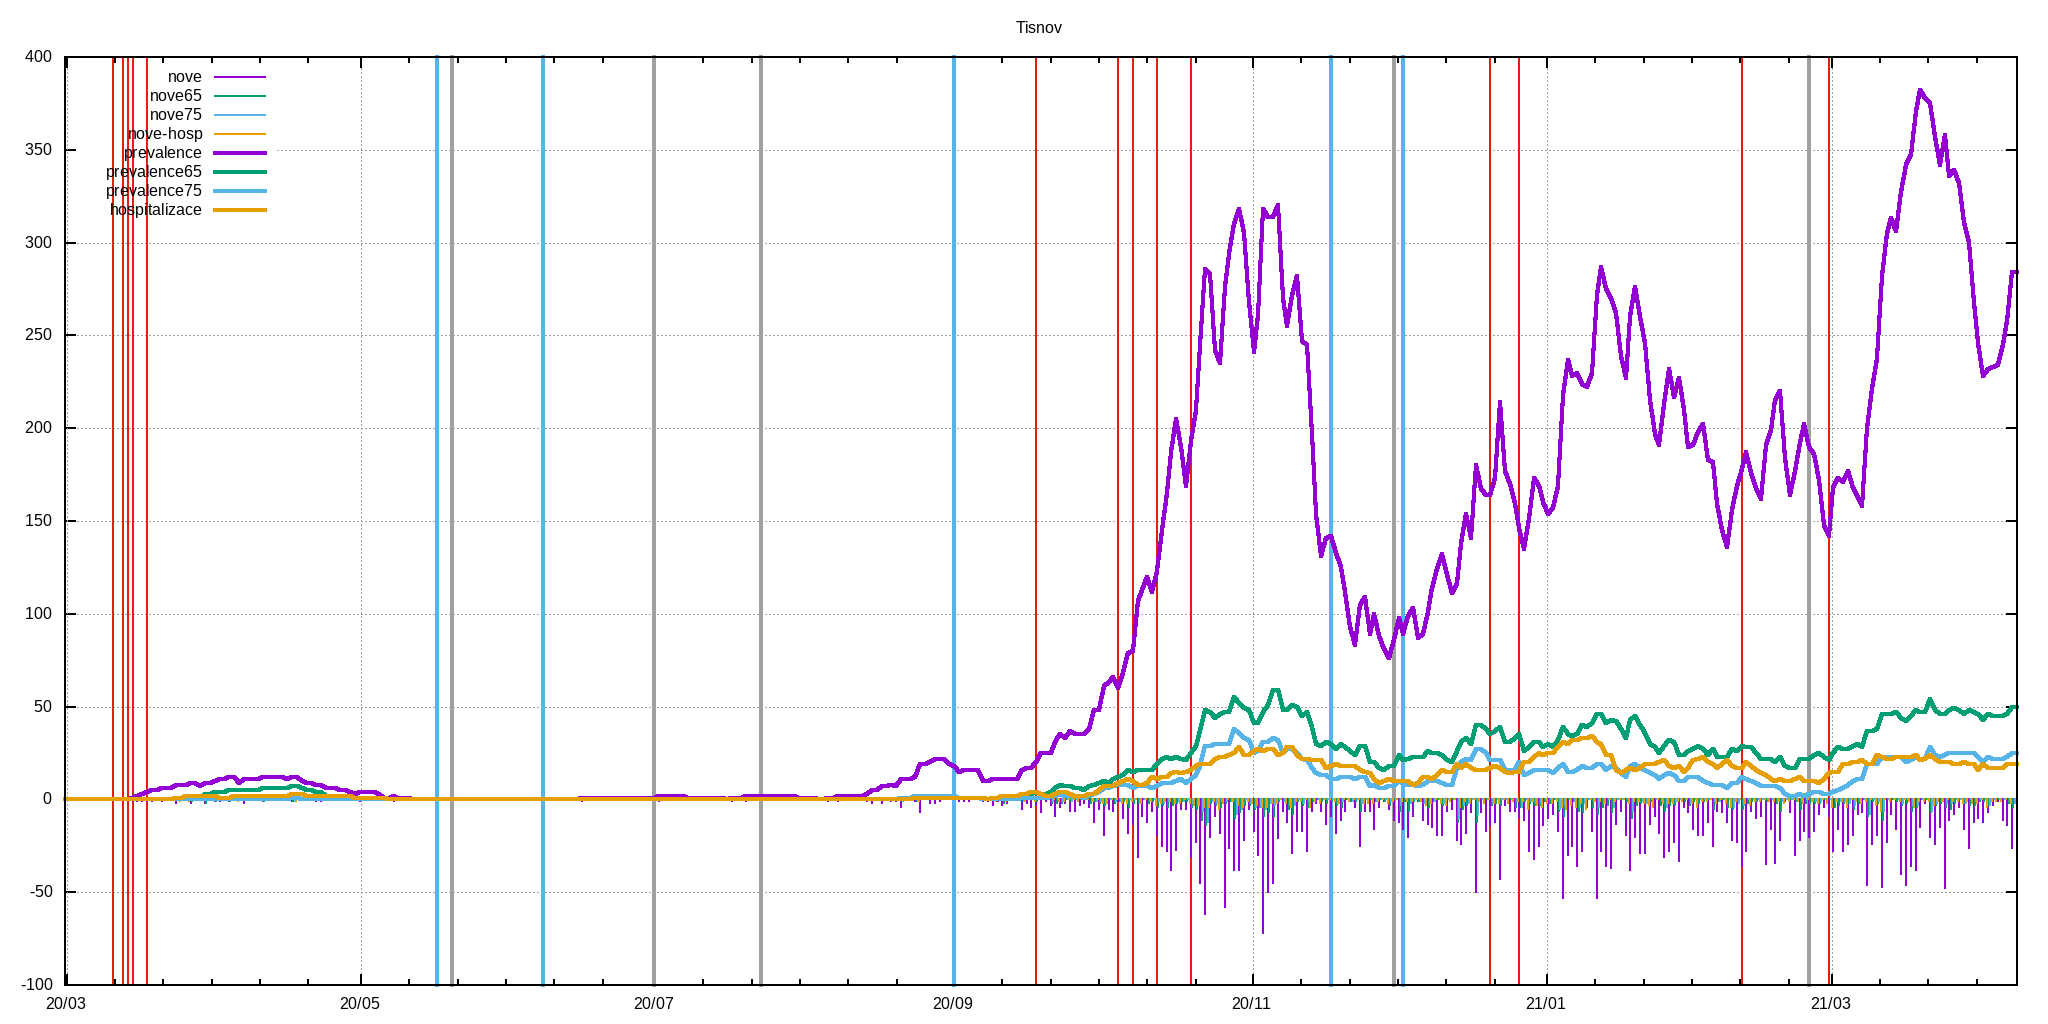 Tisnov
400
350
300
250
200
150
100
50
0
-50
-100
nove
nove65
nove75
nove-hosp
prevalence
prevalence65
prevalence75
hospitalizace
20/03 20/05 20/07 20/09 20/11 21/01 21/03